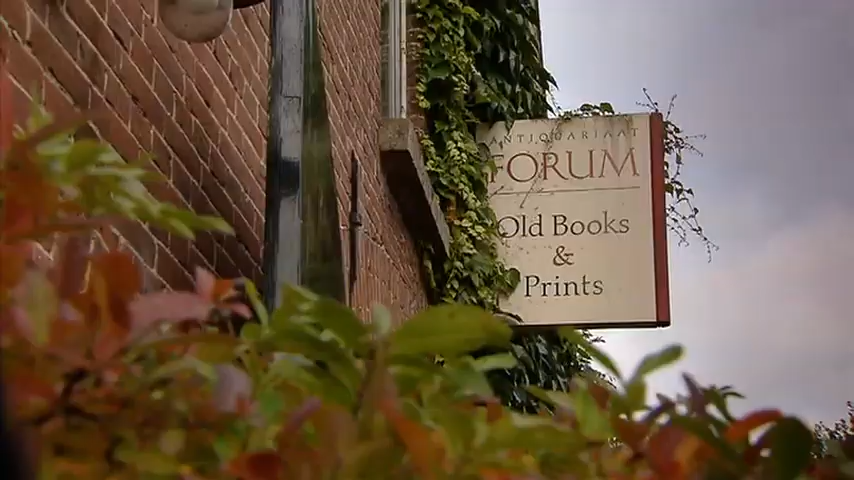 ANTIQUARIAAT
FORUM
Old Books
&
Prints